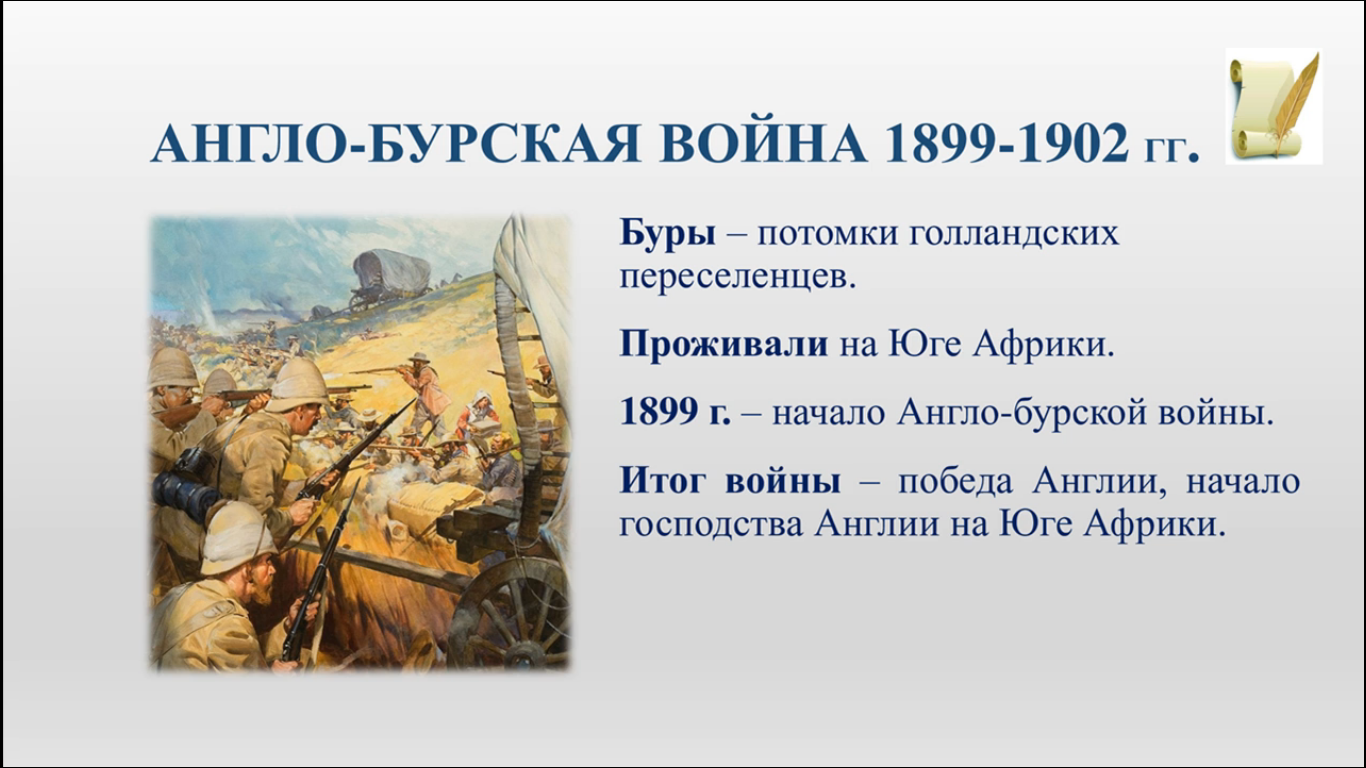 АНГЛО-БУРСКАЯ ВОЙНА 1899-1902 гг.
Буры – потомки голландских
переселенцев.
Проживали на Юге Африки.
1899 г. – начало Англо-бурской войны.
Итог войны – победа Англии, начало
господства Англии на Юге Африки.